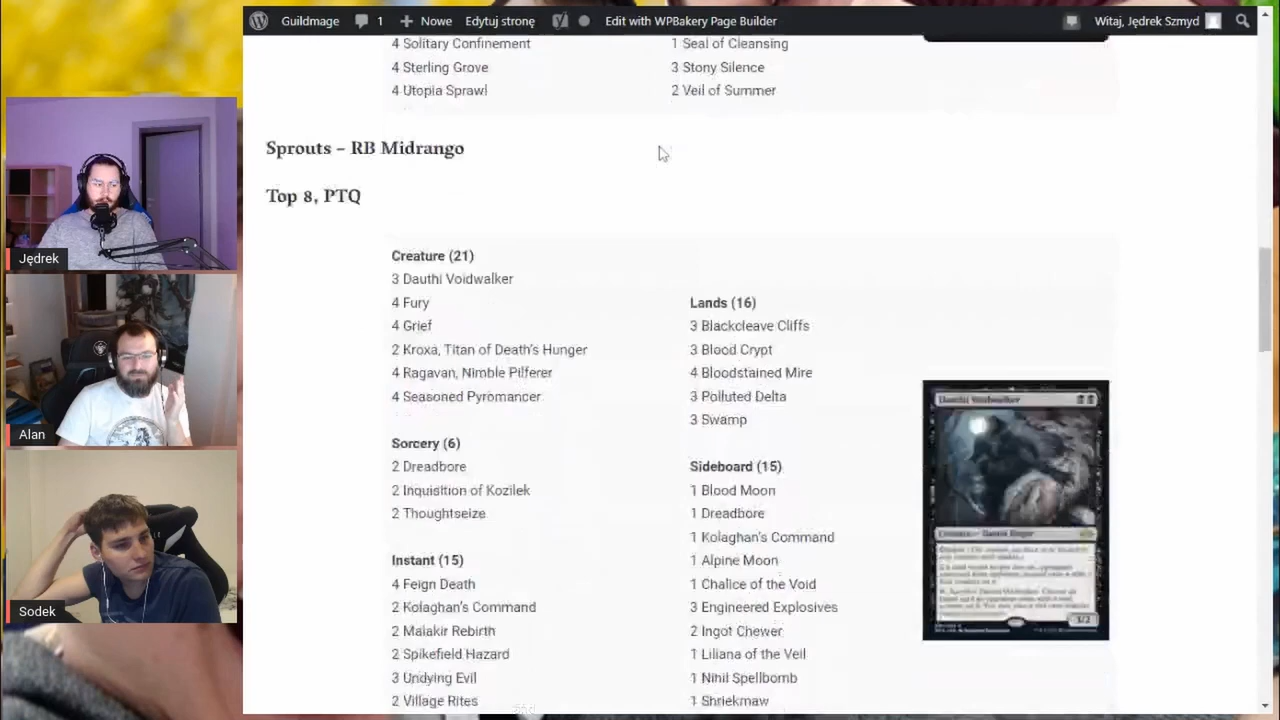 Guildmage 1 Nowe Edytuj stronę Edit with WPBakery Page Builder Witaj, Jędrek Szmyd
4 Solitary Confinement
4 Sterling Grove
4 Utopia Sprawl
1 Seal of Cleansing
3 Stony Silence
2 Veil of Summer
Sprouts – RB Midrango
Top 8, PTQ
Creature (21)
3 Dauthi Voidwalker
4 Fury
4 Grief
2 Kroxa, Titan of Death's Hunger
4 Ragavan, Nimble Pilferer
4 Seasoned Pyromancer
Sorcery (6)
2 Dreadbore
2 Inquisition of Kozilek
2 Thoughtseize
Instant (15)
4 Feign Death
2 Kolaghan's Command
2 Malakir Rebirth
2 Spikefield Hazard
3 Undying Evil
2 Village Rites
Lands (16)
3 Blackcleave Cliffs
3 Blood Crypt
4 Bloodstained Mire
3 Polluted Delta
3 Swamp
Sideboard (15)
1 Blood Moon
1 Dreadbore
1 Kolaghan's Command
1 Alpine Moon
1 Chalice of the Void
3 Engineered Explosives
2 Ingot Chewer
1 Liliana of the Veil
1 Nihil Spellbomb
1 Shriekmaw
Dauthi Voidwalker
3/2
Jędrek
Alan
Sodek